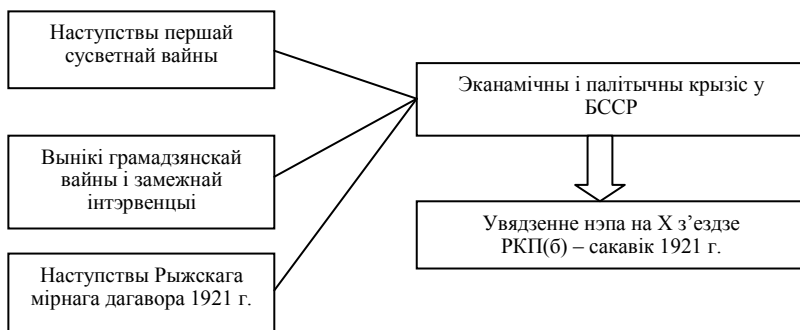 Наступствы першай
сусветнай вайны
Эканамічны і палітычны крызіс у
БССР
Вынікі грамадзянскай
вайны і замежнай
інтэрвенцыі
Увядзенне нэпа на X з’ездзе
РКП(б) – сакавік 1921 г.
Наступствы Рыжскага
мірнага дагавора 1921 г.